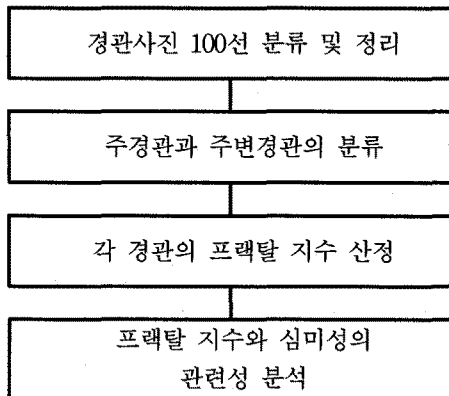 경관사진 100선 분류 및 정리
주경관과 주변경관의 분류
각 경관의 프랙탈 지수 산정
프랙탈 지수와 심미성의
관련성 분석